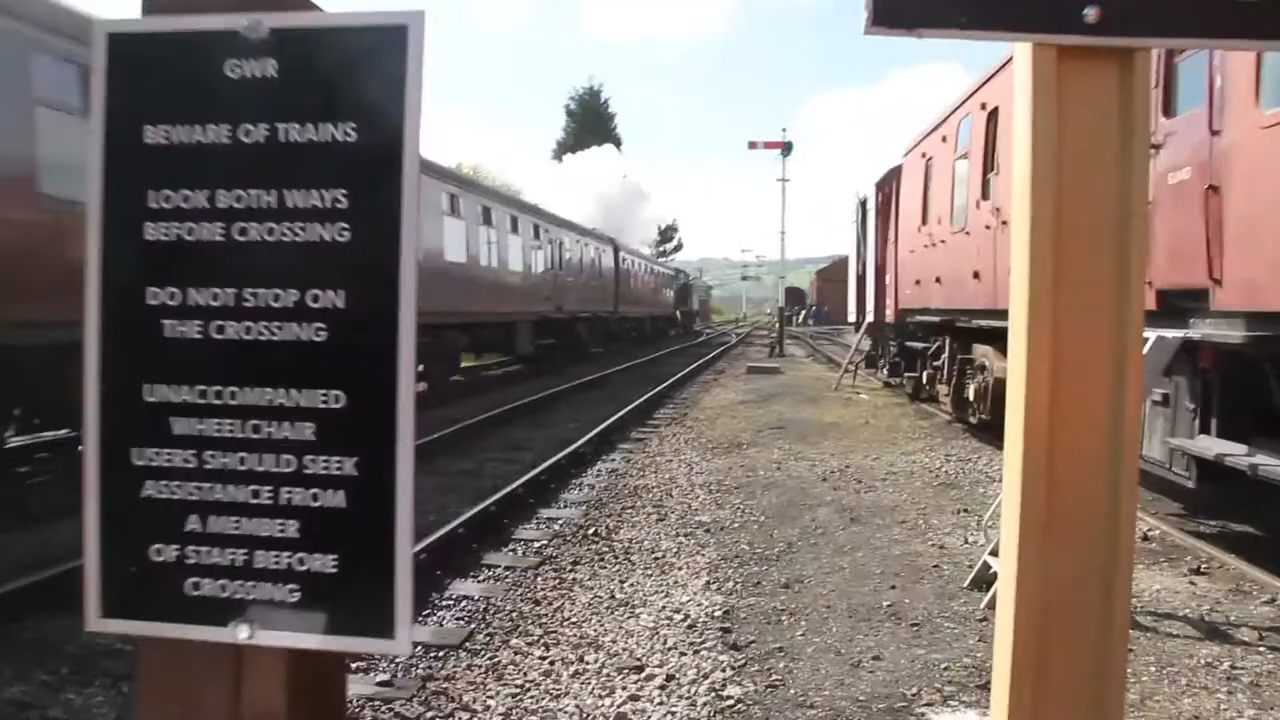 GWR
BEWARE OF TRAINS
LOOK BOTH WAYS
BEFORE CROSSING
DO NOT STOP ON
THE CROSSING
UNACCOMPANIED
WHEELCHAIR
USERS SHOULD SEEK
ASSISTANCE FROM
A MEMBER
OF STAFF BEFORE
CROSSING